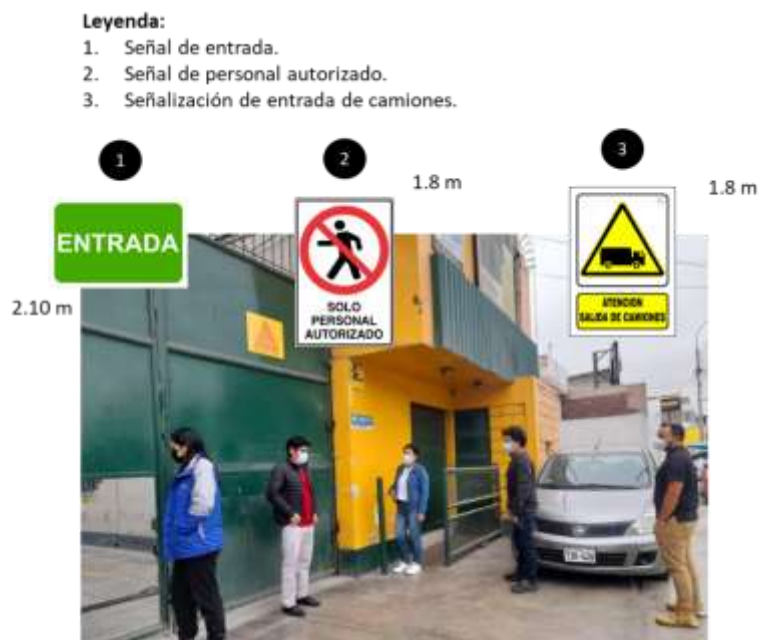 Leyenda:
1. Señal de entrada.
2. Señal de personal autorizado.
3. Señalización de entrada de camiones.
1
2
3
1.8 m
1.8 m
ENTRADA
2.10 m
SOLO
PERSONAL
AUTORIZADO
ATENCION
SALIDA DE CAMIONES